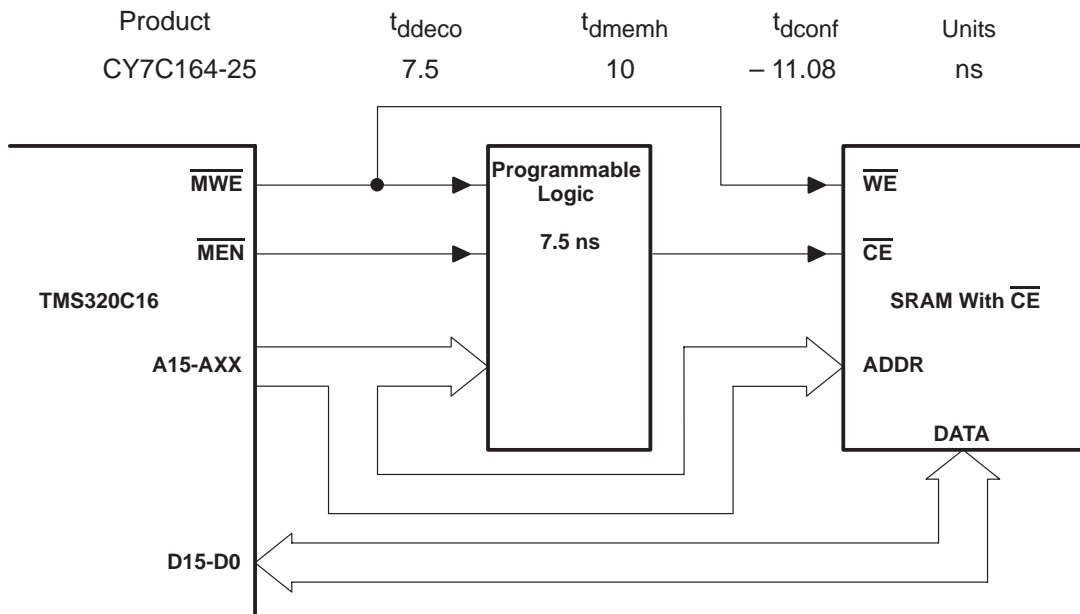 Product t_ddeco t_dmemh t_dconf Units
CY7C164-25 7.5 10 – 11.08 ns
MWE
Programmable
Logic
WE
7.5 ns
MEN
CE
TMS320C16
SRAM With CE
A15-AXX
ADDR
DATA
D15-D0